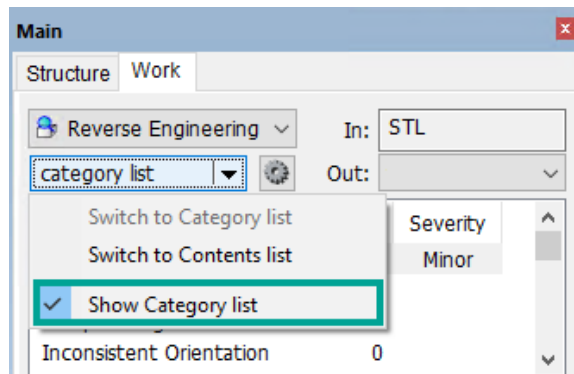 Main
Structure Work
Reverse Engineering In: STL
category list Out:
Switch to Category list Severity
Switch to Contents list Minor
Show Category list
Inconsistent Orientation 0